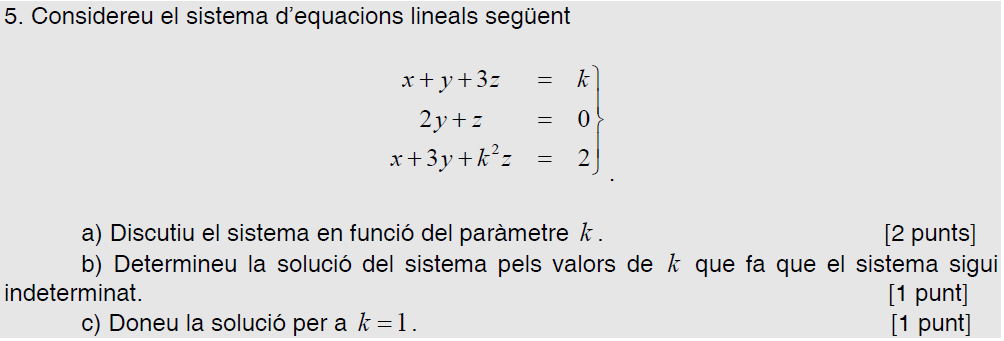 5. Considereu el sistema d'equacions lineals següent
x + y + 3z = k
2y + z = 0
x + 3y + k²z = 2
.
a) Discutiu el sistema en funció del paràmetre k. [2 punts]
b) Determineu la solució del sistema pels valors de k que fa que el sistema sigui
indeterminat. [1 punt]
c) Doneu la solució per a k = 1. [1 punt]